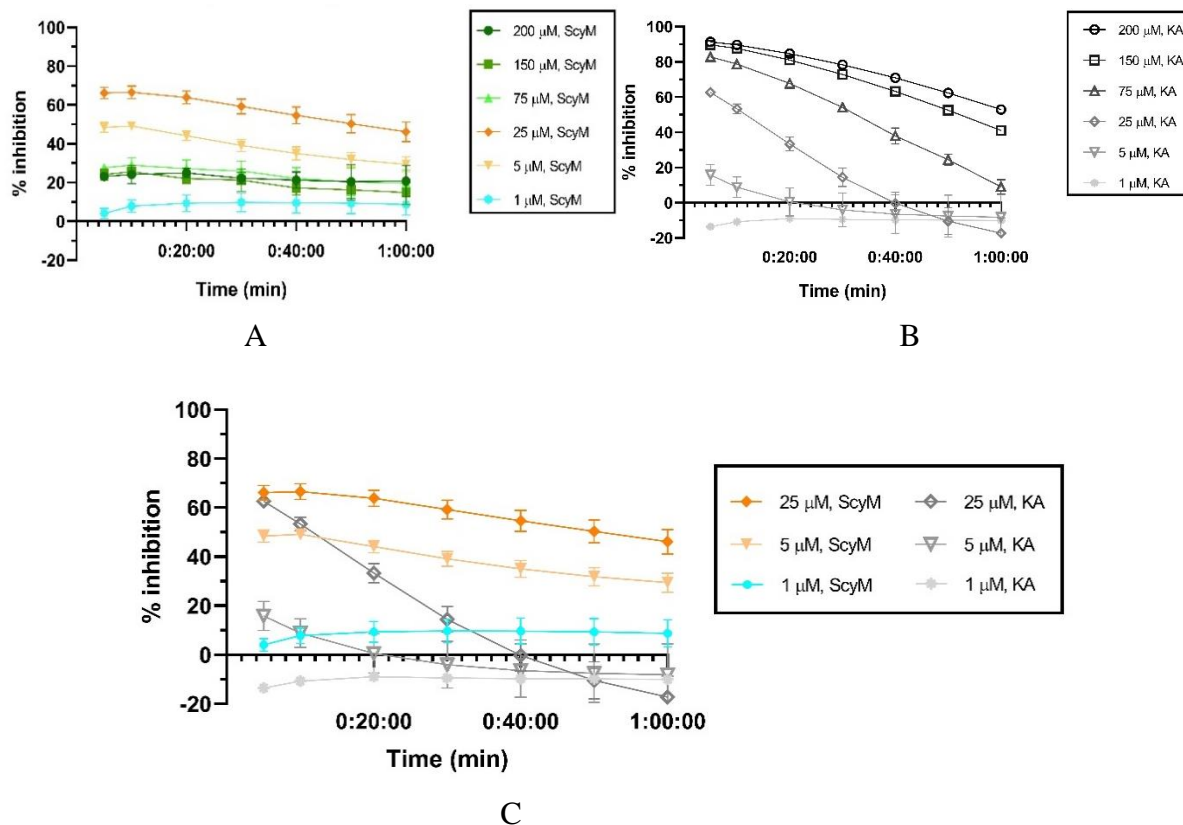 100
80
60
40
20
0
-20
% inhibition
0:20:00
0:40:00
1:00:00
Time (min)
200 μM, ScyM
150 μM, ScyM
75 μM, ScyM
25 μM, ScyM
5 μM, ScyM
1 μM, ScyM
A
100
80
60
40
20
0
-20
% inhibition
0:20:00
0:40:00
1:00:00
Time (min)
200 μM, KA
150 μM, KA
75 μM, KA
25 μM, KA
5 μM, KA
1 μM, KA
B
100
80
60
40
20
0
-20
% inhibition
0:20:00
0:40:00
1:00:00
Time (min)
25 μM, ScyM 25 μM, KA
5 μM, ScyM 5 μM, KA
1 μM, ScyM 1 μM, KA
C